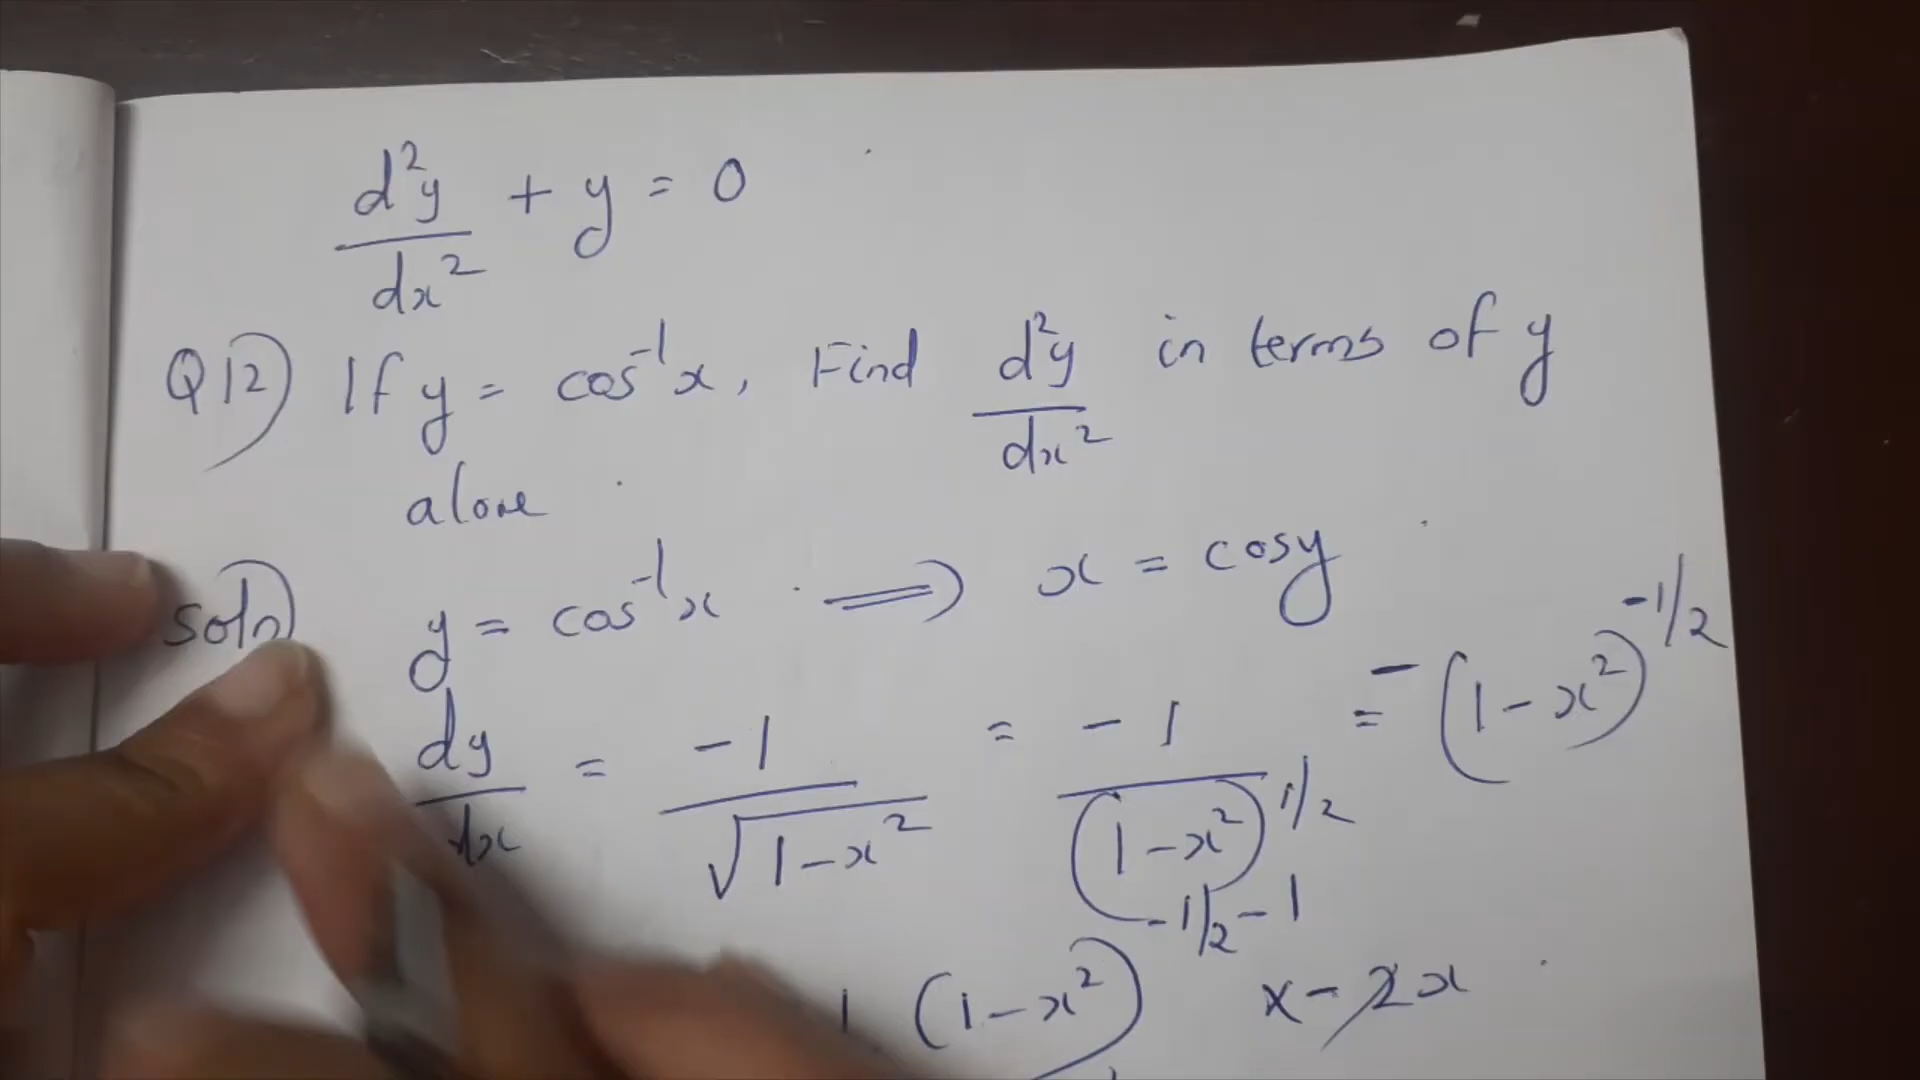 d²y/dx² + y = 0
Q12) If y = cos⁻¹x, Find d²y/dx² in terms of y
alone
Soln) y = cos⁻¹x ⟹ x = cosy
dy/dx = -1/√(1-x²) = -1/(1-x²)^1/2 = -(1-x²)^-1/2
(1-x²)^-1/2-1 x-2x